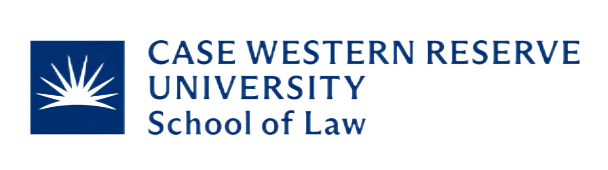 CASE WESTERN RESERVE
UNIVERSITY
School of Law